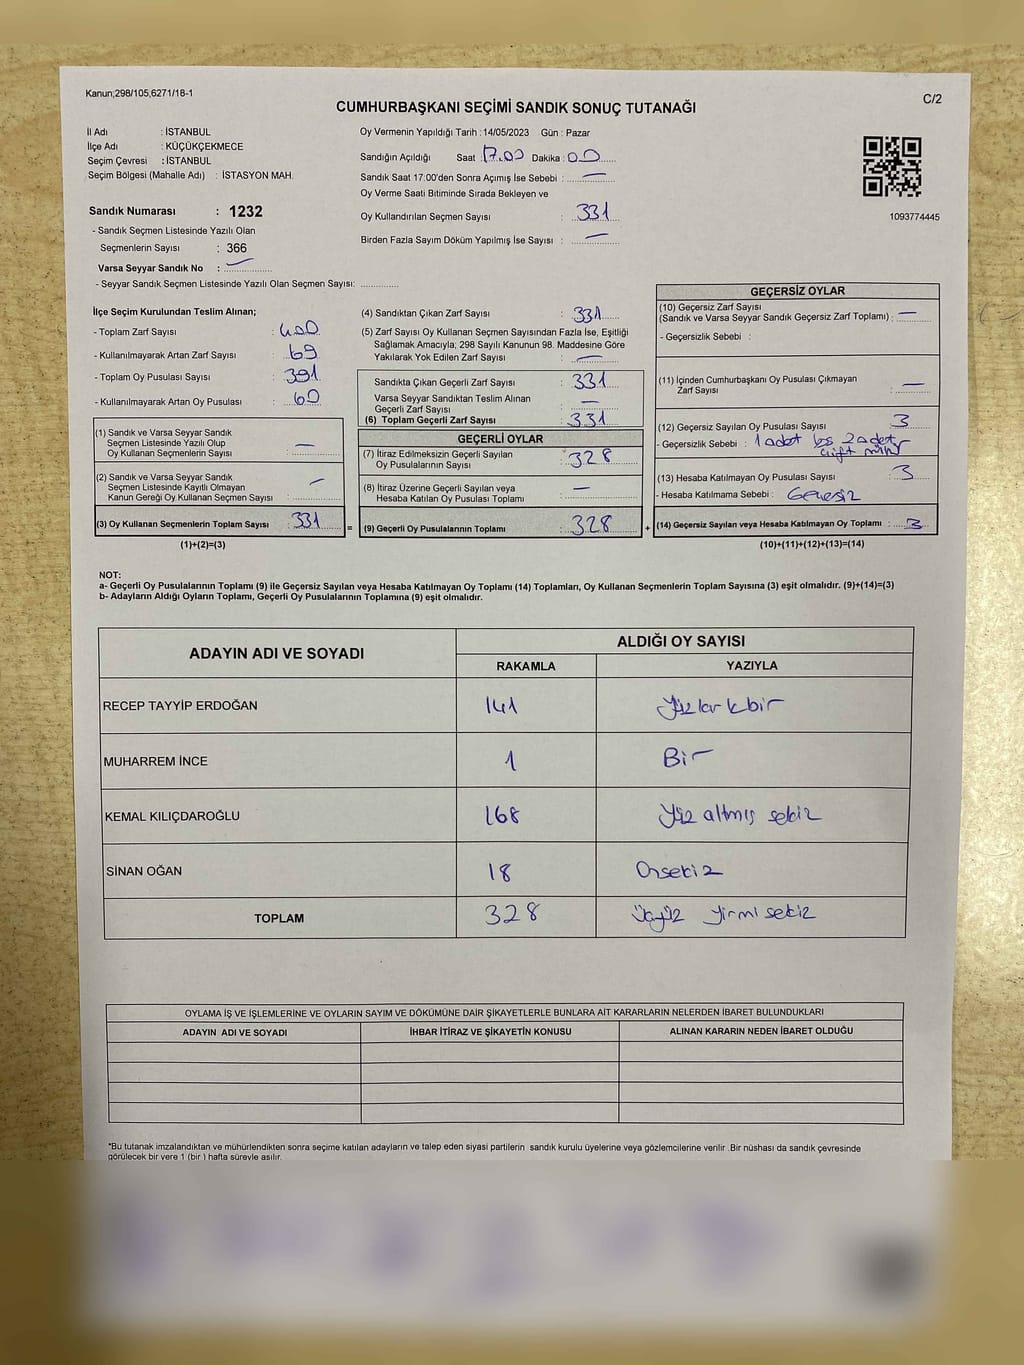 Kanun;298/105,6271/18-1
C/2
CUMHURBAŞKANI SEÇİMİ SANDIK SONUÇ TUTANAĞI
İl Adı : İSTANBUL
İlçe Adı : KÜÇÜKÇEKMECE
Seçim Çevresi : İSTANBUL
Seçim Bölgesi (Mahalle Adı) : İSTASYON MAH.
Sandık Numarası : 1232
- Sandık Seçmen Listesinde Yazılı Olan
Seçmenlerin Sayısı : 366
Varsa Seyyar Sandık No : —
- Seyyar Sandık Seçmen Listesinde Yazılı Olan Seçmen Sayısı: ..............
Oy Vermenin Yapıldığı Tarih : 14/05/2023 Gün : Pazar
Sandığın Açıldığı Saat : 17.00 Dakika : 00
Sandık Saat 17:00'den Sonra Açımış İse Sebebi : —
Oy Verme Saati Bitiminde Sırada Bekleyen ve
Oy Kullandırılan Seçmen Sayısı : 331
Birden Fazla Sayım Döküm Yapılmış İse Sayısı : —
1093774445
İlçe Seçim Kurulundan Teslim Alınan;
- Toplam Zarf Sayısı : 400
- Kullanılmayarak Artan Zarf Sayısı : 69
- Toplam Oy Pusulası Sayısı : 391
- Kullanılmayarak Artan Oy Pusulası : 60
(1) Sandık ve Varsa Seyyar Sandık
Seçmen Listesinde Yazılı Olup
Oy Kullanan Seçmenlerin Sayısı : —
(2) Sandık ve Varsa Seyyar Sandık
Seçmen Listesinde Kayıtlı Olmayan
Kanun Gereği Oy Kullanan Seçmen Sayısı : —
(3) Oy Kullanan Seçmenlerin Toplam Sayısı : 331
(1)+(2)=(3)
=
(4) Sandıktan Çıkan Zarf Sayısı : 331
(5) Zarf Sayısı Oy Kullanan Seçmen Sayısından Fazla İse, Eşitliği
Sağlamak Amacıyla; 298 Sayılı Kanunun 98. Maddesine Göre
Yakılarak Yok Edilen Zarf Sayısı : —
Sandıkta Çıkan Geçerli Zarf Sayısı : 331
Varsa Seyyar Sandıktan Teslim Alınan
Geçerli Zarf Sayısı : —
(6) Toplam Geçerli Zarf Sayısı : 331
GEÇERLİ OYLAR
(7) İtiraz Edilmeksizin Geçerli Sayılan
Oy Pusulalarının Sayısı : 328
(8) İtiraz Üzerine Geçerli Sayılan veya
Hesaba Katılan Oy Pusulaları Toplamı : —
(9) Geçerli Oy Pusulalarının Toplamı : 328
+
GEÇERSİZ OYLAR
(10) Geçersiz Zarf Sayısı
(Sandık ve Varsa Seyyar Sandık Geçersiz Zarf Toplamı) : —
- Geçersizlik Sebebi :
(11) İçinden Cumhurbaşkanı Oy Pusulası Çıkmayan
Zarf Sayısı : —
(12) Geçersiz Sayılan Oy Pusulası Sayısı : 3
- Geçersizlik Sebebi : 1 adet boş 2 adet
çift mühür
(13) Hesaba Katılmayan Oy Pusulası Sayısı : 3
- Hesaba Katılmama Sebebi :
(14) Geçersiz Sayılan veya Hesaba Katılmayan Oy Toplamı : 3
(10)+(11)+(12)+(13)=(14)
NOT:
a- Geçerli Oy Pusulalarının Toplamı (9) ile Geçersiz Sayılan veya Hesaba Katılmayan Oy Toplamı (14) Toplamları, Oy Kullanan Seçmenlerin Toplam Sayısına (3) eşit olmalıdır. (9)+(14)=(3)
b- Adayların Aldığı Oyların Toplamı, Geçerli Oy Pusulalarının Toplamına (9) eşit olmalıdır.
ADAYIN ADI VE SOYADI
ALDIĞI OY SAYISI
RAKAMLA YAZIYLA
RECEP TAYYİP ERDOĞAN 141 Yüzkırkbir
MUHARREM İNCE 1 Bir
KEMAL KILIÇDAROĞLU 168 Yüz altmış sekiz
SİNAN OĞAN 18 Onsekiz
TOPLAM 328 Üçyüz yirmi sekiz
OYLAMA İŞ VE İŞLEMLERİNE VE OYLARIN SAYIM VE DÖKÜMÜNE DAİR ŞİKAYETLERLE BUNLARA AİT KARARLARIN NELERDEN İBARET BULUNDUKLARI
ADAYIN ADI VE SOYADI İHBAR İTİRAZ VE ŞİKAYETİN KONUSU ALINAN KARARIN NEDEN İBARET OLDUĞU
*Bu tutanak imzalandıktan ve mühürlendikten sonra seçime katılan adayların ve talep eden siyasi partilerin sandık kurulu üyelerine veya gözlemcilerine verilir .Bir nüshası da sandık çevresinde
görülecek bir yere 1 (bir ) hafta süreyle asılır.